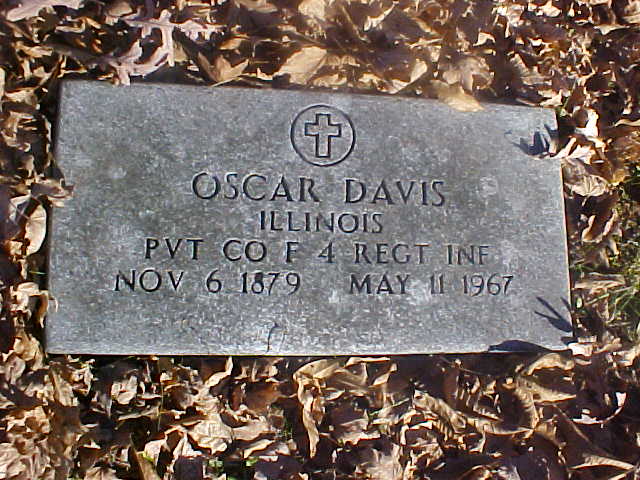 OSCAR DAVIS
ILLINOIS
PVT CO F 4 REGT INF
NOV 6 1879 MAY 11 1967